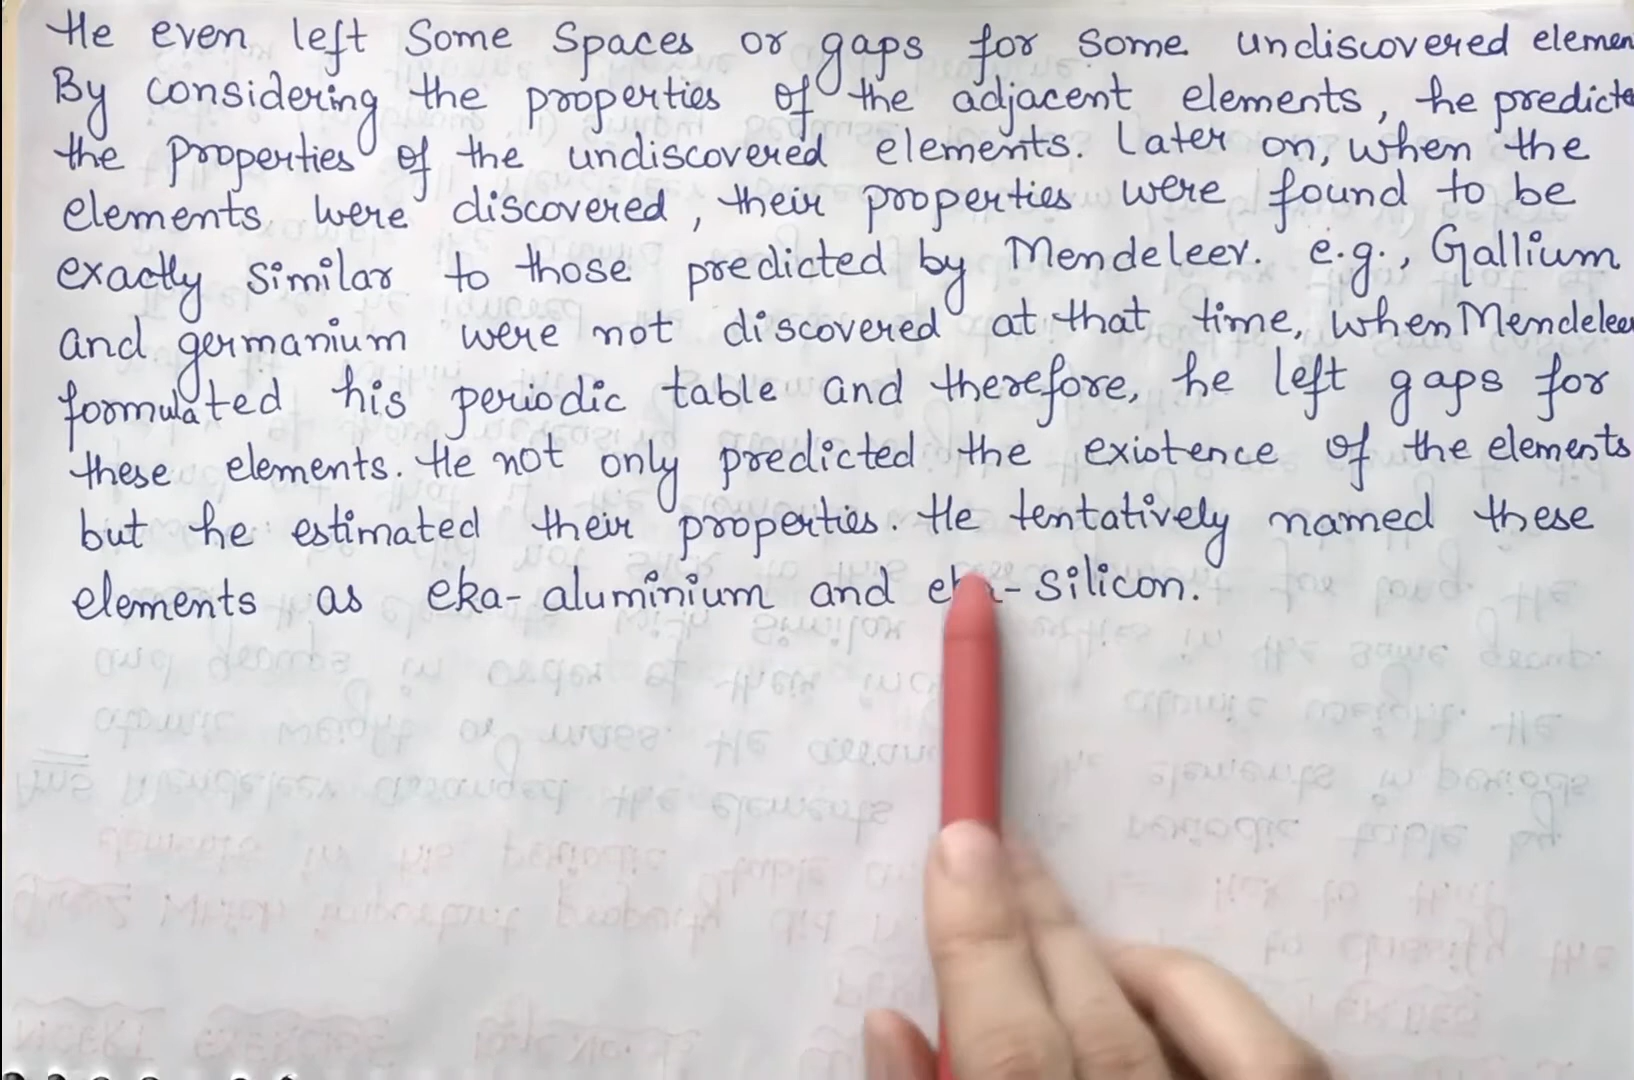 He even left some spaces or gaps for some undiscovered elemen
By considering the properties of the adjacent elements, he predicte
the properties of the undiscovered elements. Later on, when the
elements were discovered, their properties were found to be
exactly similar to those predicted by Mendeleev. e.g., Gallium
and germanium were not discovered at that time, when Mendelee
formulated his periodic table and therefore, he left gaps for
these elements. He not only predicted the existence of the elements
but he estimated their properties. He tentatively named these
elements as eka-aluminium and eka-silicon.